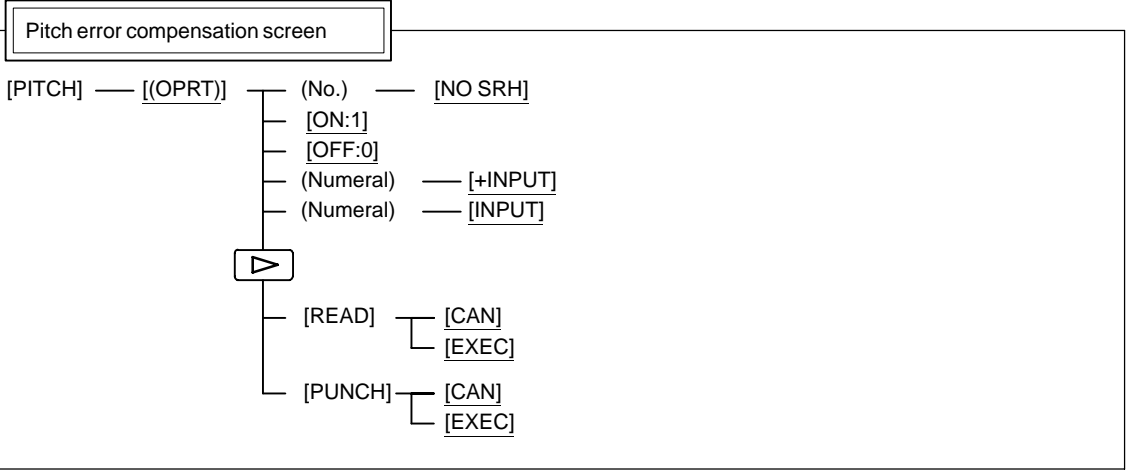 Pitch error compensation screen
[PITCH] [(OPRT)] (No.) [NO SRH]
[ON:1]
[OFF:0]
(Numeral) [+INPUT]
(Numeral) [INPUT]
[READ] [CAN]
[EXEC]
[PUNCH] [CAN]
[EXEC]